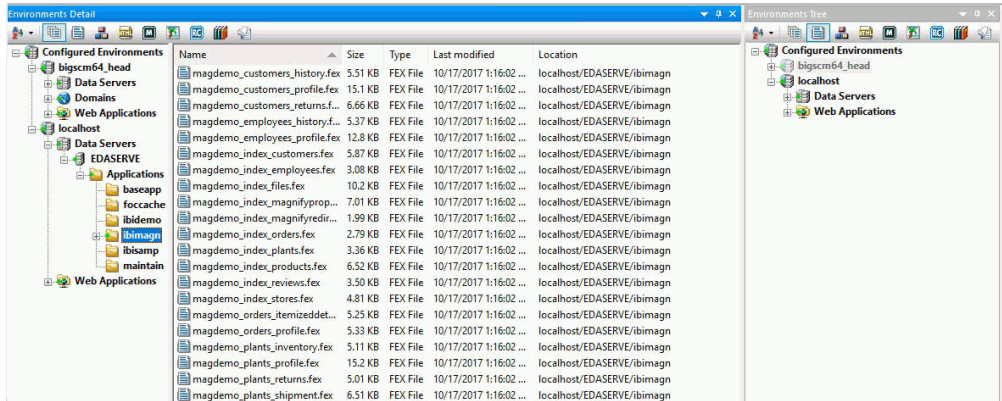 Environments Detail
Configured Environments
bigscm64_head
Data Servers
Domains
Web Applications
localhost
Data Servers
EDASERVE
Applications
baseapp
foccache
ibidemo
ibimagn
ibisamp
maintain
Web Applications
Name Size Type Last modified Location
magdemo_customers_history.fex 5.51 KB FEX File 10/17/2017 1:16:02 ... localhost/EDASERVE/ibimagn
magdemo_customers_profile.fex 15.1 KB FEX File 10/17/2017 1:16:02 ... localhost/EDASERVE/ibimagn
magdemo_customers_returns.f... 6.66 KB FEX File 10/17/2017 1:16:02 ... localhost/EDASERVE/ibimagn
magdemo_employees_history.f... 5.37 KB FEX File 10/17/2017 1:16:02 ... localhost/EDASERVE/ibimagn
magdemo_employees_profile.fex 12.8 KB FEX File 10/17/2017 1:16:02 ... localhost/EDASERVE/ibimagn
magdemo_index_customers.fex 5.87 KB FEX File 10/17/2017 1:16:02 ... localhost/EDASERVE/ibimagn
magdemo_index_employees.fex 3.08 KB FEX File 10/17/2017 1:16:02 ... localhost/EDASERVE/ibimagn
magdemo_index_files.fex 10.2 KB FEX File 10/17/2017 1:16:02 ... localhost/EDASERVE/ibimagn
magdemo_index_magnifyprop... 7.01 KB FEX File 10/17/2017 1:16:02 ... localhost/EDASERVE/ibimagn
magdemo_index_magnifyredir... 1.99 KB FEX File 10/17/2017 1:16:02 ... localhost/EDASERVE/ibimagn
magdemo_index_orders.fex 2.79 KB FEX File 10/17/2017 1:16:02 ... localhost/EDASERVE/ibimagn
magdemo_index_plants.fex 3.36 KB FEX File 10/17/2017 1:16:02 ... localhost/EDASERVE/ibimagn
magdemo_index_products.fex 6.52 KB FEX File 10/17/2017 1:16:02 ... localhost/EDASERVE/ibimagn
magdemo_index_reviews.fex 3.50 KB FEX File 10/17/2017 1:16:02 ... localhost/EDASERVE/ibimagn
magdemo_index_stores.fex 4.81 KB FEX File 10/17/2017 1:16:02 ... localhost/EDASERVE/ibimagn
magdemo_orders_itemizeddet... 5.25 KB FEX File 10/17/2017 1:16:02 ... localhost/EDASERVE/ibimagn
magdemo_orders_profile.fex 5.33 KB FEX File 10/17/2017 1:16:02 ... localhost/EDASERVE/ibimagn
magdemo_plants_inventory.fex 5.11 KB FEX File 10/17/2017 1:16:02 ... localhost/EDASERVE/ibimagn
magdemo_plants_profile.fex 15.2 KB FEX File 10/17/2017 1:16:02 ... localhost/EDASERVE/ibimagn
magdemo_plants_returns.fex 5.01 KB FEX File 10/17/2017 1:16:02 ... localhost/EDASERVE/ibimagn
magdemo_plants_shipment.fex 6.51 KB FEX File 10/17/2017 1:16:02 ... localhost/EDASERVE/ibimagn
Environments Tree
Configured Environments
bigscm64_head
localhost
Data Servers
Web Applications